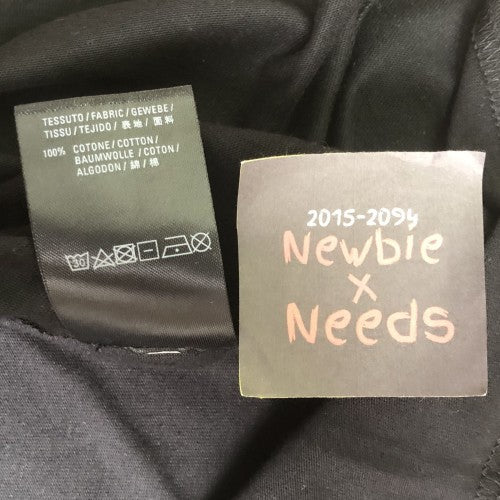 TESSUTO/FABRIC/GEWEBE/
TISSU/TEJIDO/表地/面料
100% COTONE/COTTON/
BAUMWOLLE/COTON/
ALGODON/綿/棉
30
2015-2094
Newbie
x
Needs